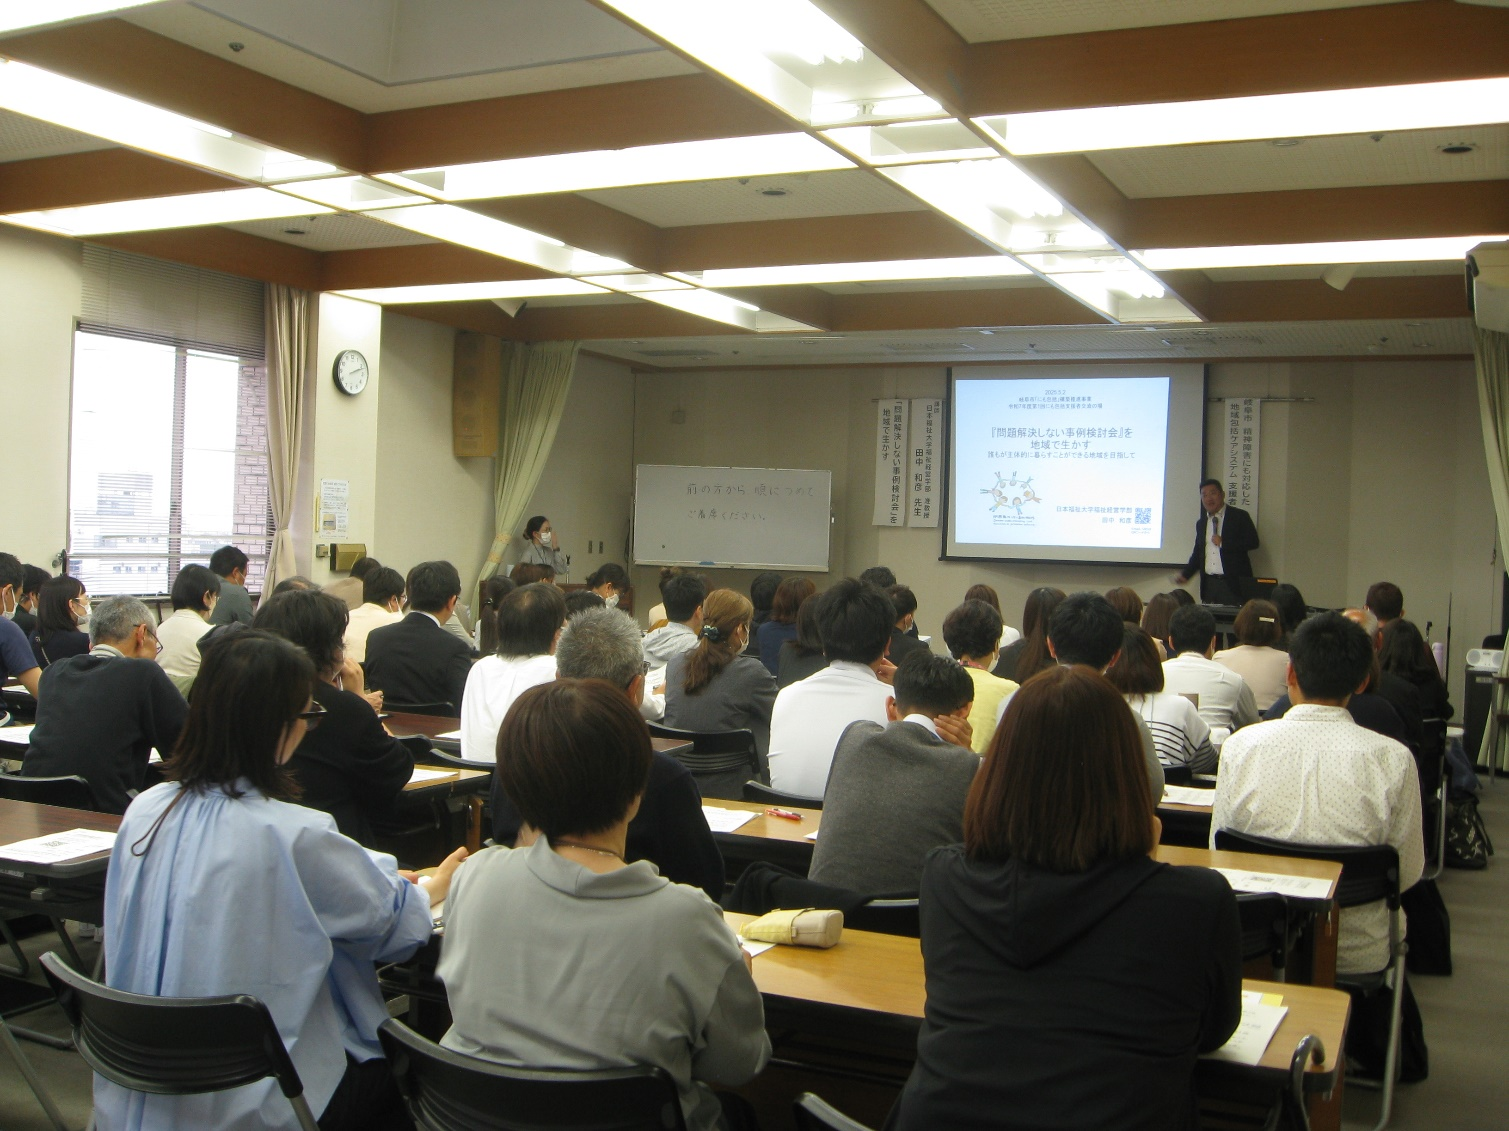 前の方から 順につめて
ご着席ください。
「問題解決しない事例検討会」を
地域で生かす
講師
日本福祉大学福祉経営学部 准教授
田中 和彦 先生
『問題解決しない事例検討会』を
地域で生かす
誰もが主体的に暮らすことができる地域を目指して
日本福祉大学福祉経営学部
田中 和彦
岐阜市 精神障害にも対応した
地域包括ケアシステム 支援者